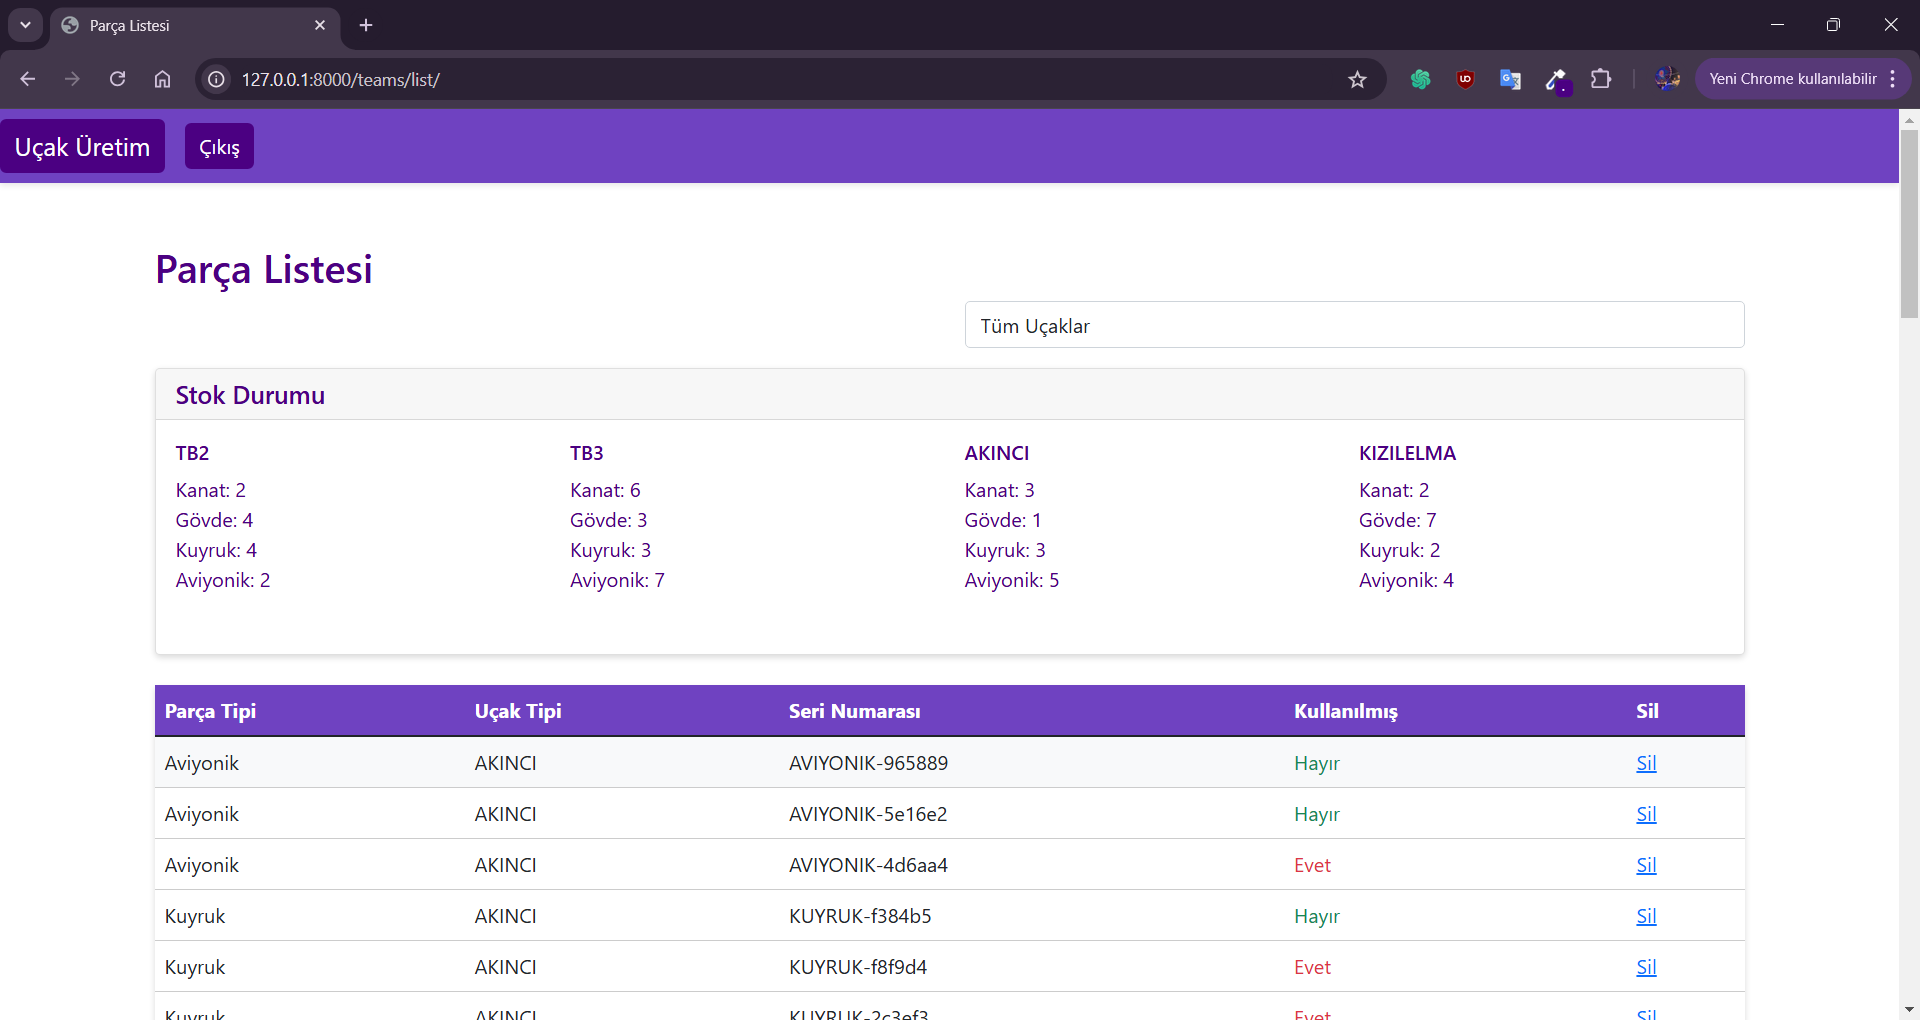 Parça Listesi
127.0.0.1:8000/teams/list/
Yeni Chrome kullanılabilir
Uçak Üretim
Çıkış
Parça Listesi
Tüm Uçaklar
Stok Durumu
TB2 TB3 AKINCI KIZILELMA
Kanat: 2 Kanat: 6 Kanat: 3 Kanat: 2
Gövde: 4 Gövde: 3 Gövde: 1 Gövde: 7
Kuyruk: 4 Kuyruk: 3 Kuyruk: 3 Kuyruk: 2
Aviyonik: 2 Aviyonik: 7 Aviyonik: 5 Aviyonik: 4
Parça Tipi Uçak Tipi Seri Numarası Kullanılmış Sil
Aviyonik AKINCI AVIYONIK-965889 Hayır Sil
Aviyonik AKINCI AVIYONIK-5e16e2 Hayır Sil
Aviyonik AKINCI AVIYONIK-4d6aa4 Evet Sil
Kuyruk AKINCI KUYRUK-f384b5 Hayır Sil
Kuyruk AKINCI KUYRUK-f8f9d4 Evet Sil
Kuyruk AKINCI KUYRUK-2c3ef3 Evet Sil